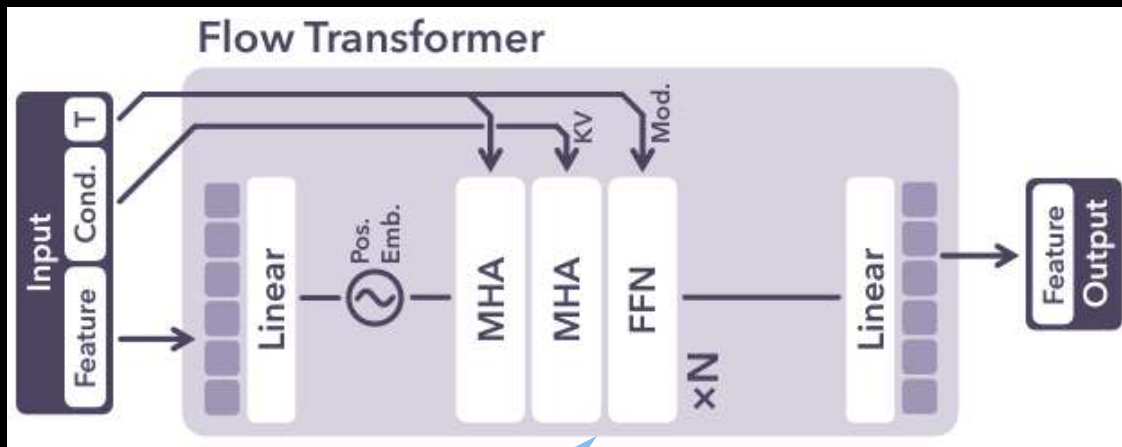 Flow Transformer
Input
Feature
Cond.
T
Linear
Pos.
Emb.
MHA
MHA
KV
FFN
Mod.
×N
Linear
Feature
Output